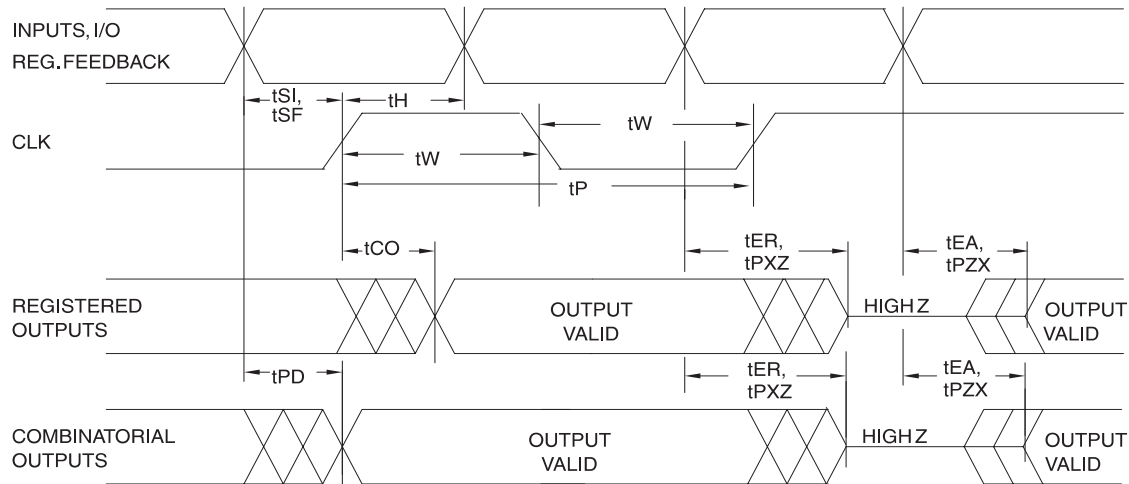 INPUTS, I/O
REG. FEEDBACK
tSI,
tSF
tH
CLK
tW
tW
tP
tCO
tER,
tPXZ
tEA,
tPZX
REGISTERED
OUTPUTS
OUTPUT
VALID
HIGH Z
OUTPUT
VALID
tPD
tER,
tPXZ
tEA,
tPZX
COMBINATORIAL
OUTPUTS
OUTPUT
VALID
HIGH Z
OUTPUT
VALID